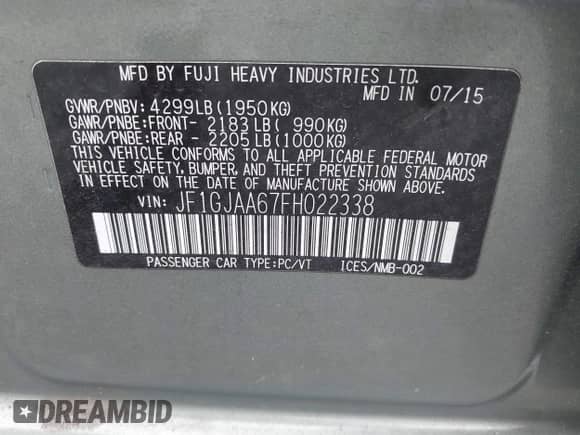 MFD BY FUJI HEAVY INDUSTRIES LTD.
MFD IN 07/15
GVWR/PNBV: 4299LB(1950KG)
GAWR/PNBE:FRONT- 2183LB( 990KG)
GAWR/PNBE:REAR - 2205LB(1000KG)
THIS VEHICLE CONFORMS TO ALL APPLICABLE FEDERAL MOTOR
VEHICLE SAFETY, BUMPER, AND THEFT PREVENTION STANDARDS
IN EFFECT ON THE DATE OF MANUFACTURE SHOWN ABOVE.
VIN: JF1GJAA67FH022338
PASSENGER CAR TYPE:PC/VT ICES/NMB-002
DREAMBID